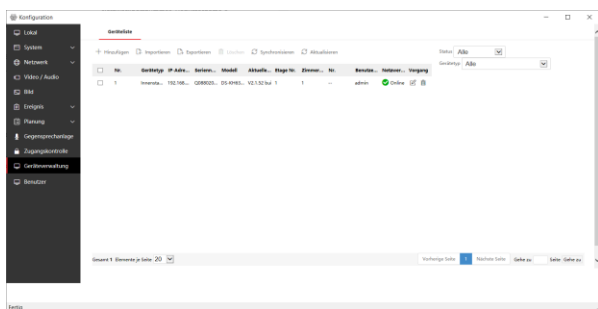 Konfiguration
Lokal
System
Netzwerk
Video / Audio
Bild
Ereignis
Planung
Gegensprechanlage
Zugangskontrolle
Geräteverwaltung
Benutzer
Geräteliste
Hinzufügen Importieren Exportieren Löschen Synchronisieren Aktualisieren
Status Alle
Gerätetyp Alle
Nr. Gerätetyp IP-Adre... Serienn... Modell Aktuelle... Etage Nr. Zimmer... Nr. Benutze... Netzwer... Vorgang
1 Innensta... 192.168.... DS-KH63... V2.1.52 bui 1 1 -- admin Online
Gesamt 1 Elemente je Seite 20
Vorherige Seite 1 Nächste Seite Gehe zu Seite Gehe zu
Fertig